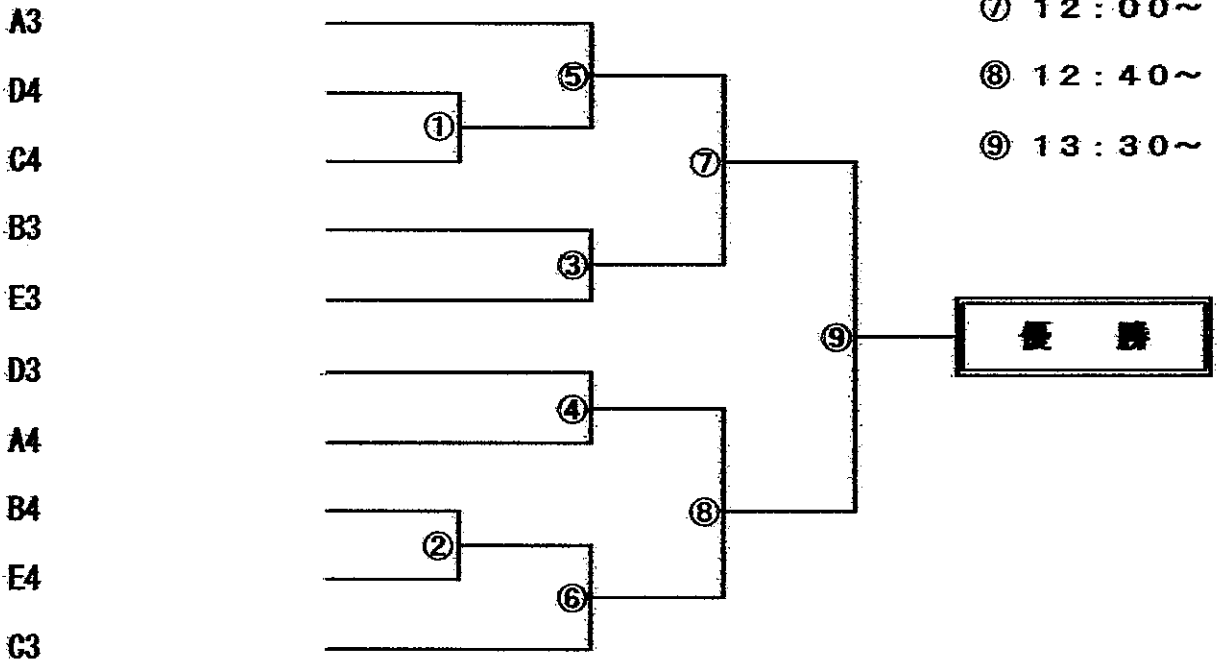 A3
⑦ 12：00～
⑤
⑧ 12：40～
D4
①
⑨ 13：30～
C4
⑦
B3
③
E3
⑨
優　勝
D3
④
A4
B4
⑧
②
E4
⑥
C3